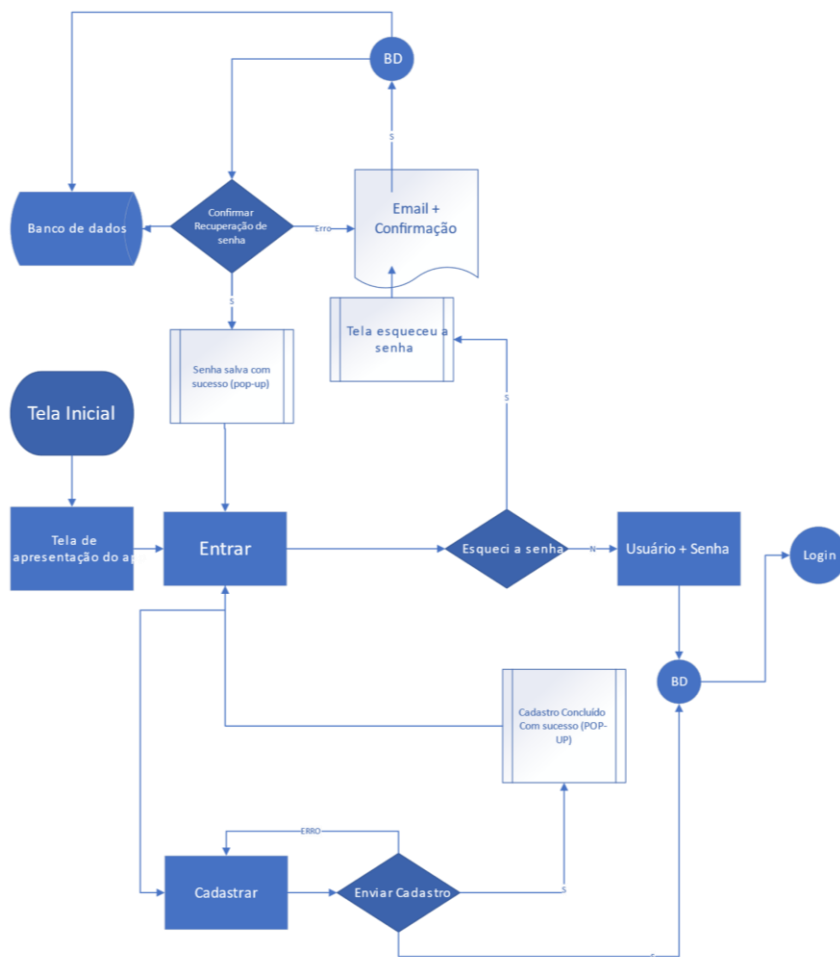 BD
Confirmar
Recuperação de
senha
Banco de dados
Email +
Confirmação
Erro
S
S
Tela esqueceu a
senha
Senha salva com
sucesso (pop-up)
Tela Inicial
S
Tela de
apresentação do ap
Entrar
Esqueci a senha
N
Usuário + Senha
Login
BD
Cadastro Concluído
Com sucesso (POP-
UP)
ERRO
Cadastrar
Enviar Cadastro
S
S